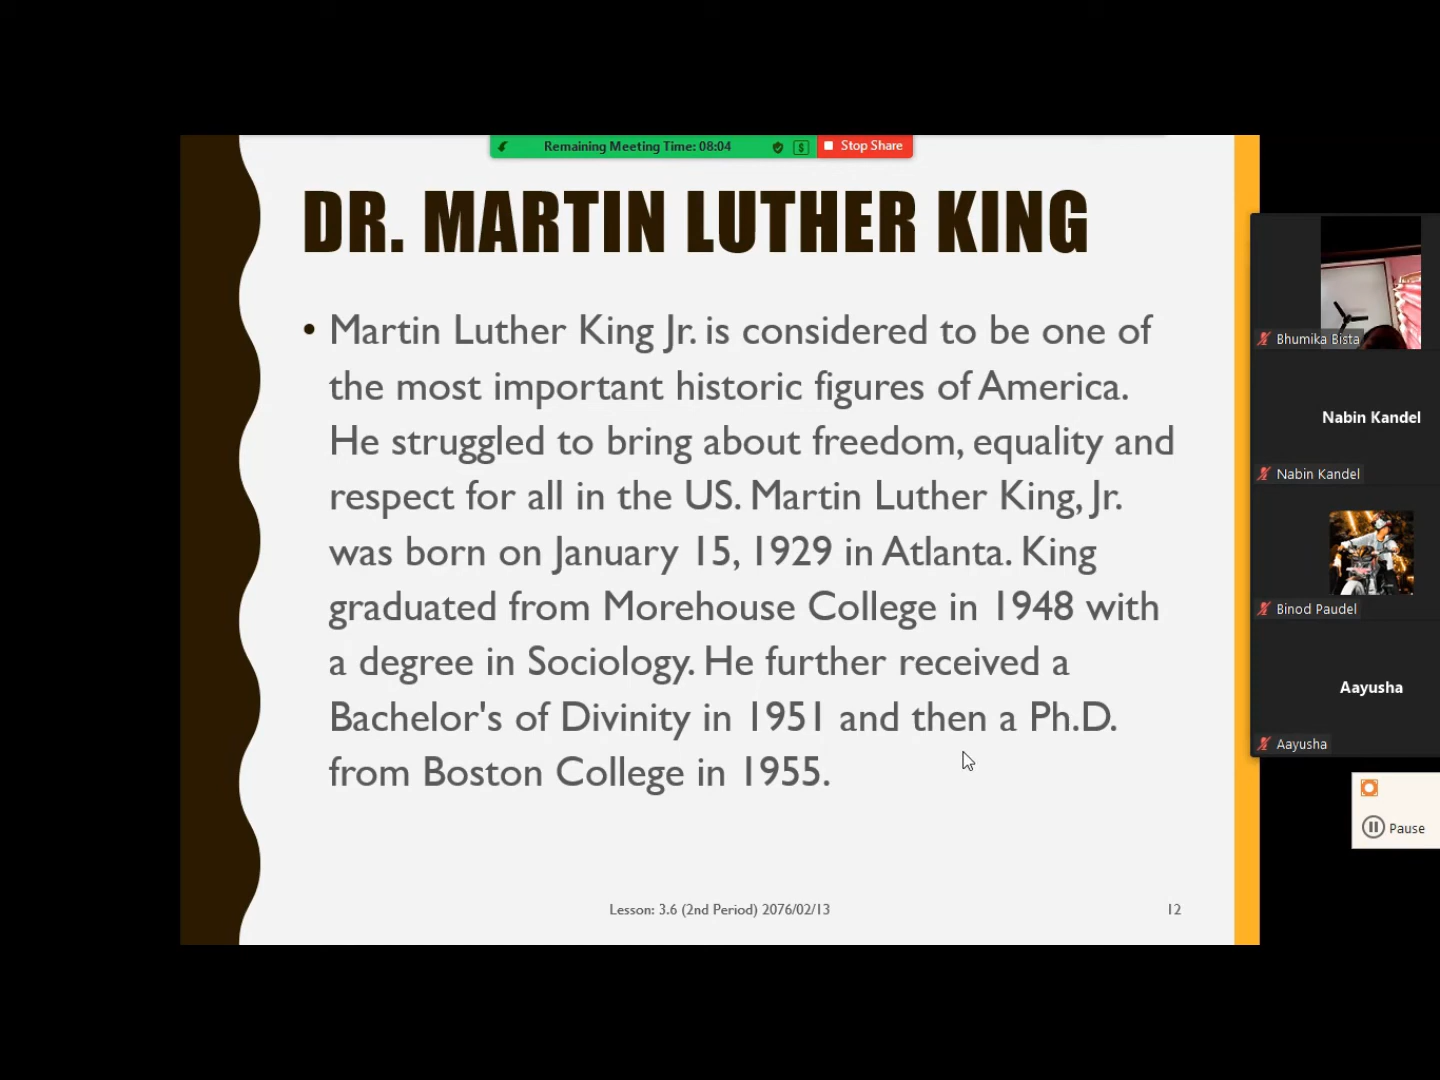 Remaining Meeting Time: 08:04
Stop Share
DR. MARTIN LUTHER KING
• Martin Luther King Jr. is considered to be one of
the most important historic figures of America.
He struggled to bring about freedom, equality and
respect for all in the US. Martin Luther King, Jr.
was born on January 15, 1929 in Atlanta. King
graduated from Morehouse College in 1948 with
a degree in Sociology. He further received a
Bachelor's of Divinity in 1951 and then a Ph.D.
from Boston College in 1955.
Lesson: 3.6 (2nd Period) 2076/02/13
12
Bhumika Bista
Nabin Kandel
Nabin Kandel
Binod Paudel
Aayusha
Aayusha
Pause